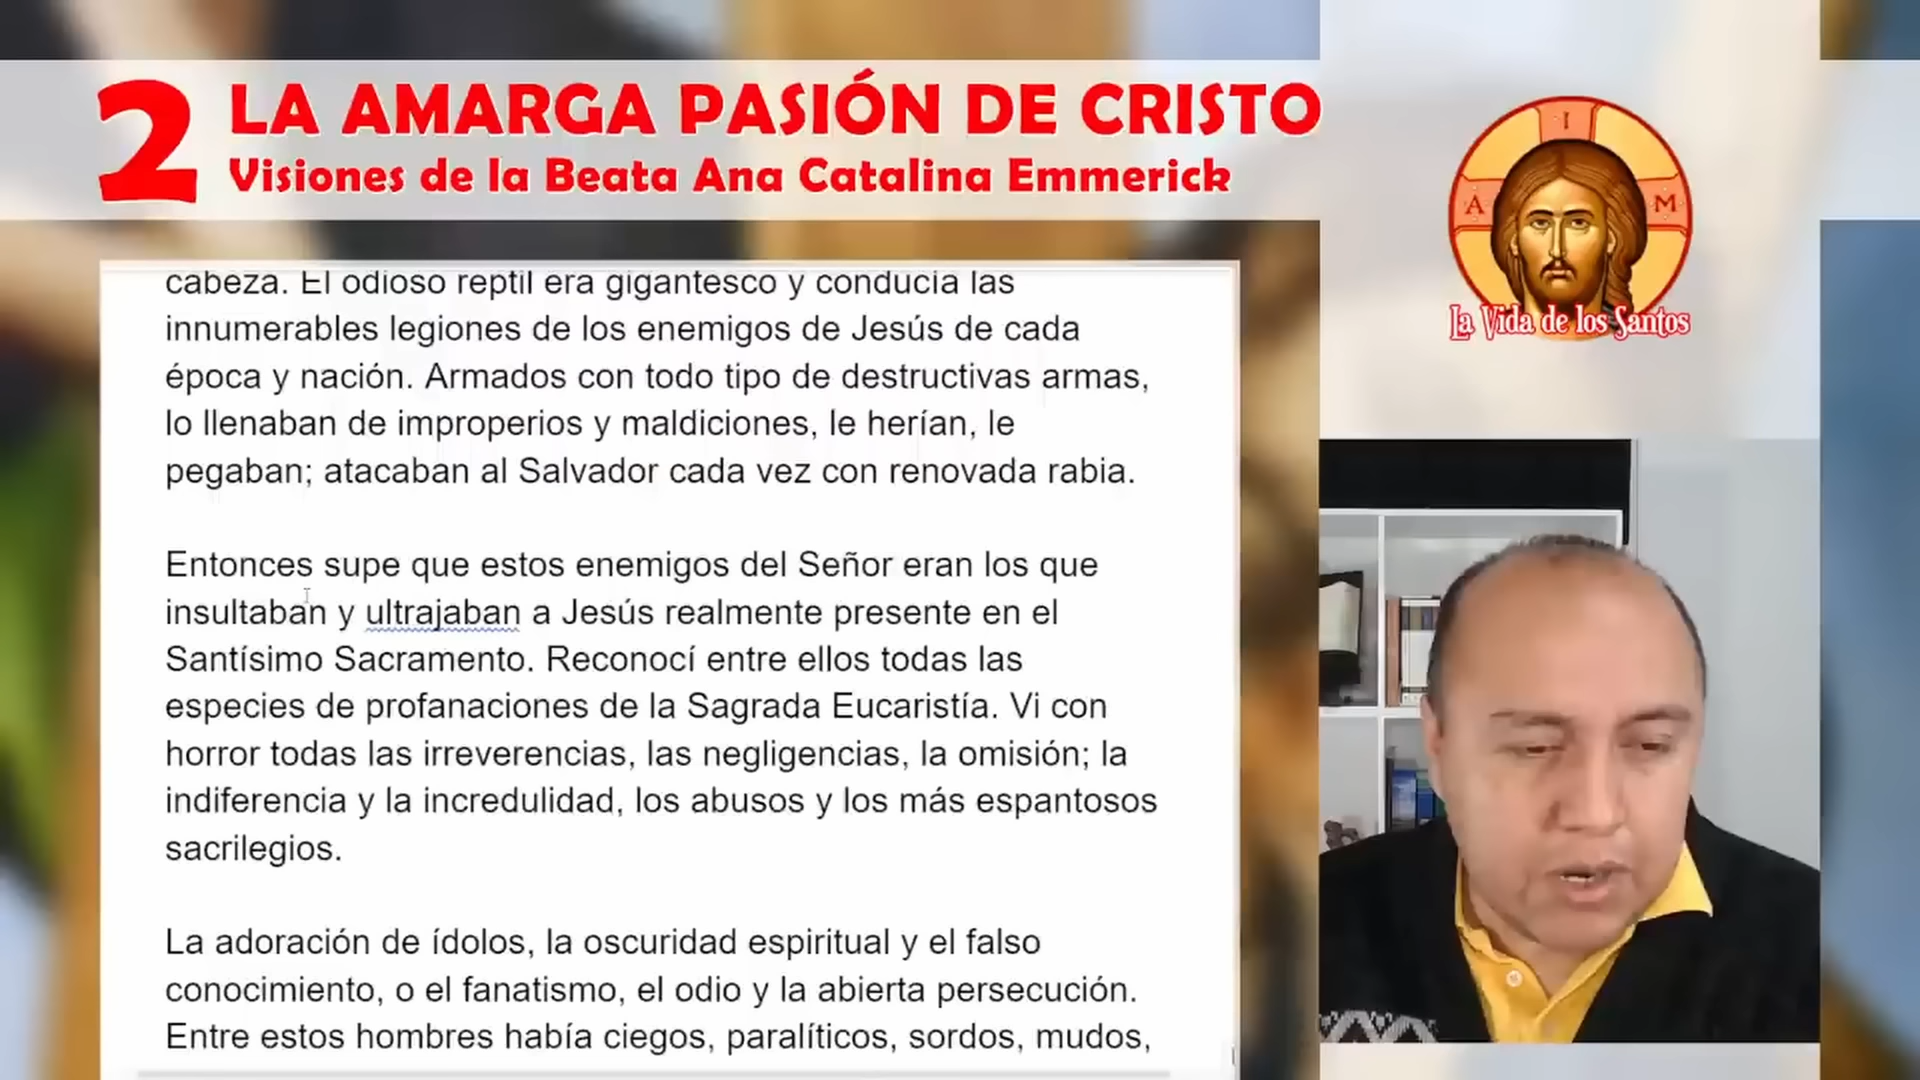 2
LA AMARGA PASIÓN DE CRISTO
Visiones de la Beata Ana Catalina Emmerick
I
A M
La Vida de los Santos
cabeza. El odioso reptil era gigantesco y conducía las
innumerables legiones de los enemigos de Jesús de cada
época y nación. Armados con todo tipo de destructivas armas,
lo llenaban de improperios y maldiciones, le herían, le
pegaban; atacaban al Salvador cada vez con renovada rabia.
Entonces supe que estos enemigos del Señor eran los que
insultaban y ultrajaban a Jesús realmente presente en el
Santísimo Sacramento. Reconocí entre ellos todas las
especies de profanaciones de la Sagrada Eucaristía. Vi con
horror todas las irreverencias, las negligencias, la omisión; la
indiferencia y la incredulidad, los abusos y los más espantosos
sacrilegios.
La adoración de ídolos, la oscuridad espiritual y el falso
conocimiento, o el fanatismo, el odio y la abierta persecución.
Entre estos hombres había ciegos, paralíticos, sordos, mudos,